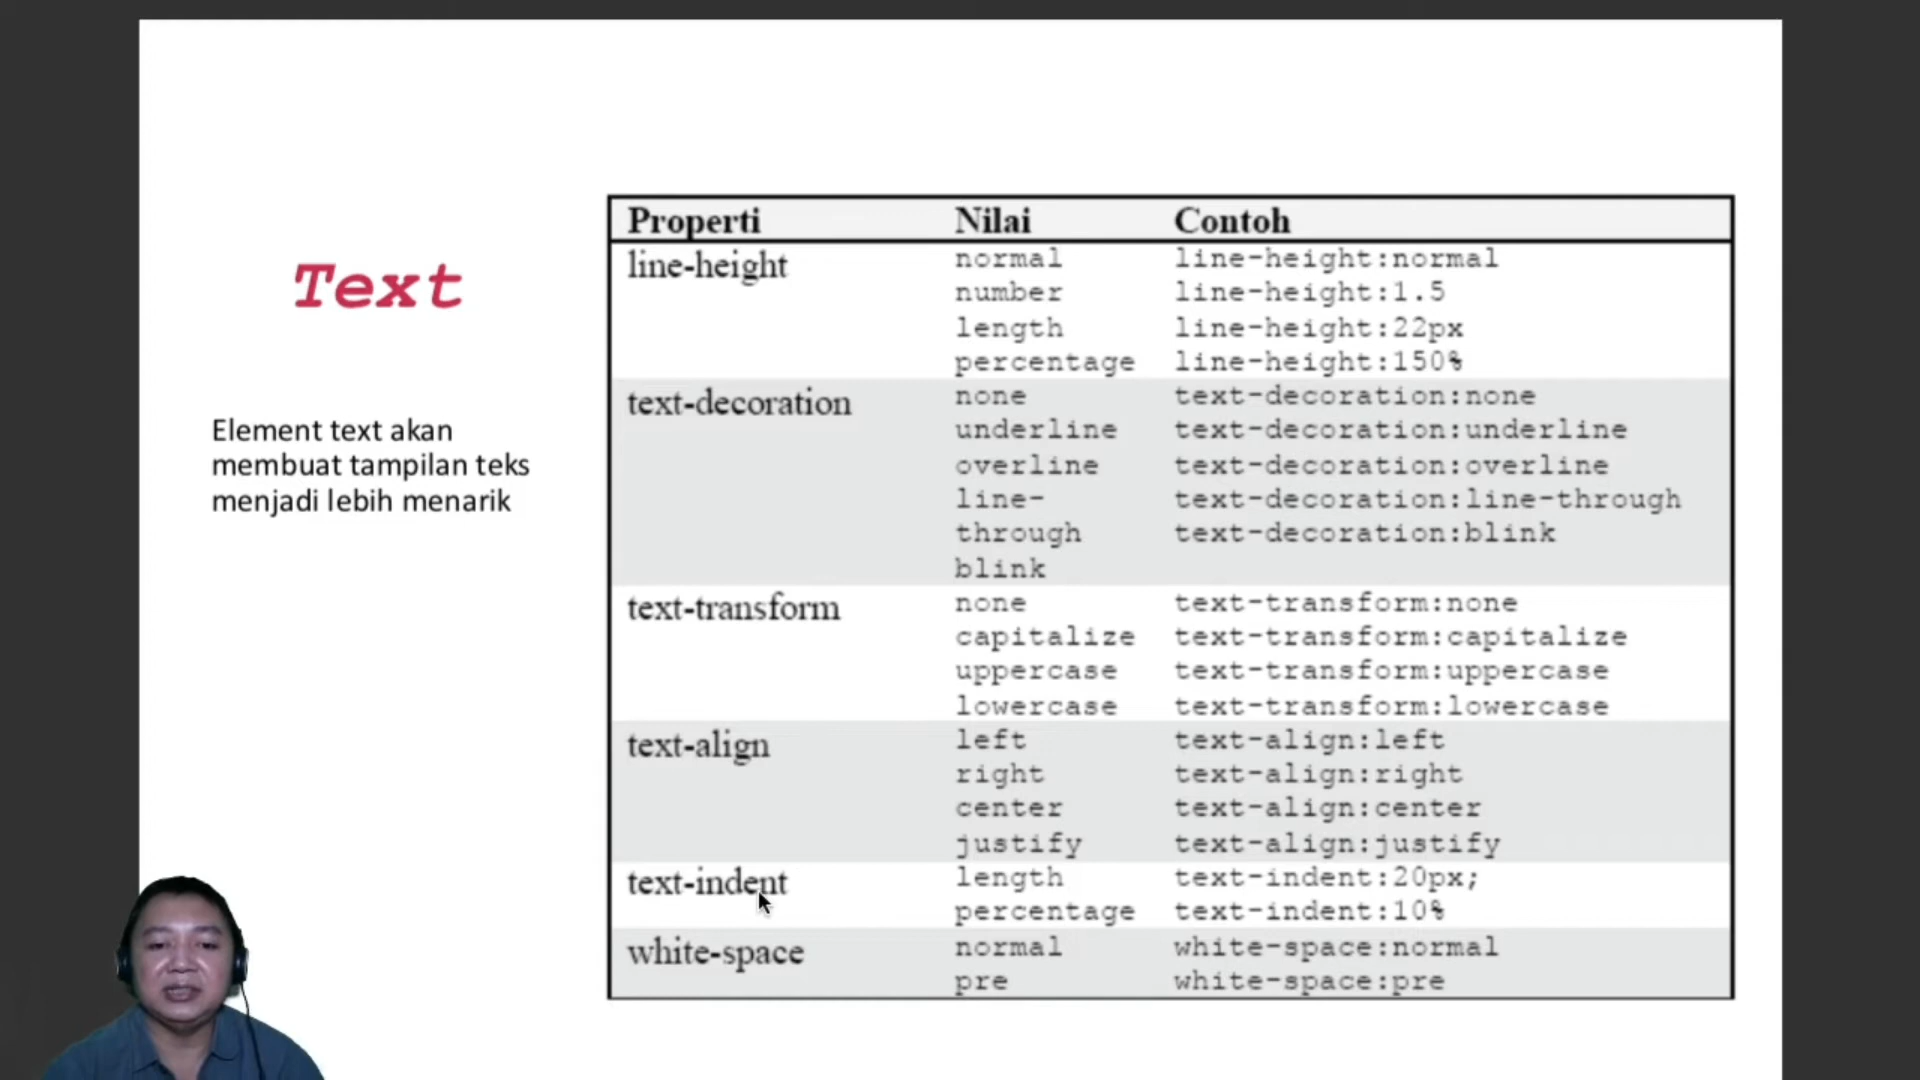 Text
Element text akan
membuat tampilan teks
menjadi lebih menarik
Properti Nilai Contoh
line-height normal line-height:normal
number line-height:1.5
length line-height:22px
percentage line-height:150%
text-decoration none text-decoration:none
underline text-decoration:underline
overline text-decoration:overline
line- text-decoration:line-through
through text-decoration:blink
blink
text-transform none text-transform:none
capitalize text-transform:capitalize
uppercase text-transform:uppercase
lowercase text-transform:lowercase
text-align left text-align:left
right text-align:right
center text-align:center
justify text-align:justify
text-indent length text-indent:20px;
percentage text-indent:10%
white-space normal white-space:normal
pre white-space:pre